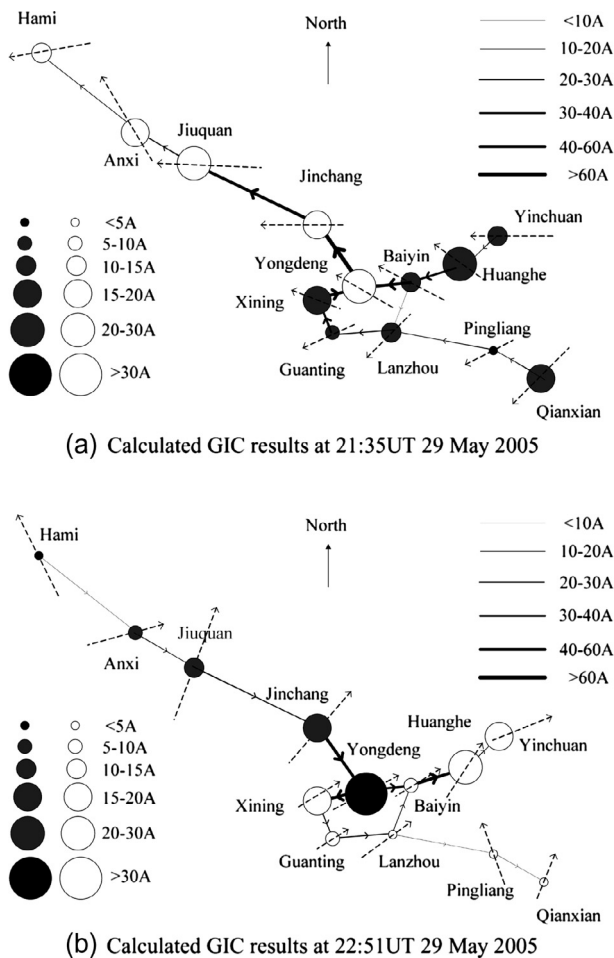 Hami
North
<10A
10-20A
20-30A
30-40A
40-60A
>60A
Anxi
Jiuquan
Jinchang
<5A
5-10A
10-15A
15-20A
20-30A
>30A
Yongdeng
Baiyin
Yinchuan
Xining
Huanghe
Guanting
Lanzhou
Pingliang
Qianxian
(a) Calculated GIC results at 21:35UT 29 May 2005
Hami
North
<10A
10-20A
20-30A
30-40A
40-60A
>60A
Anxi
Jiuquan
Jinchang
<5A
5-10A
10-15A
15-20A
20-30A
>30A
Huanghe
Yongdeng
Yinchuan
Xining
Baiyin
Guanting
Lanzhou
Pingliang
Qianxian
(b) Calculated GIC results at 22:51UT 29 May 2005